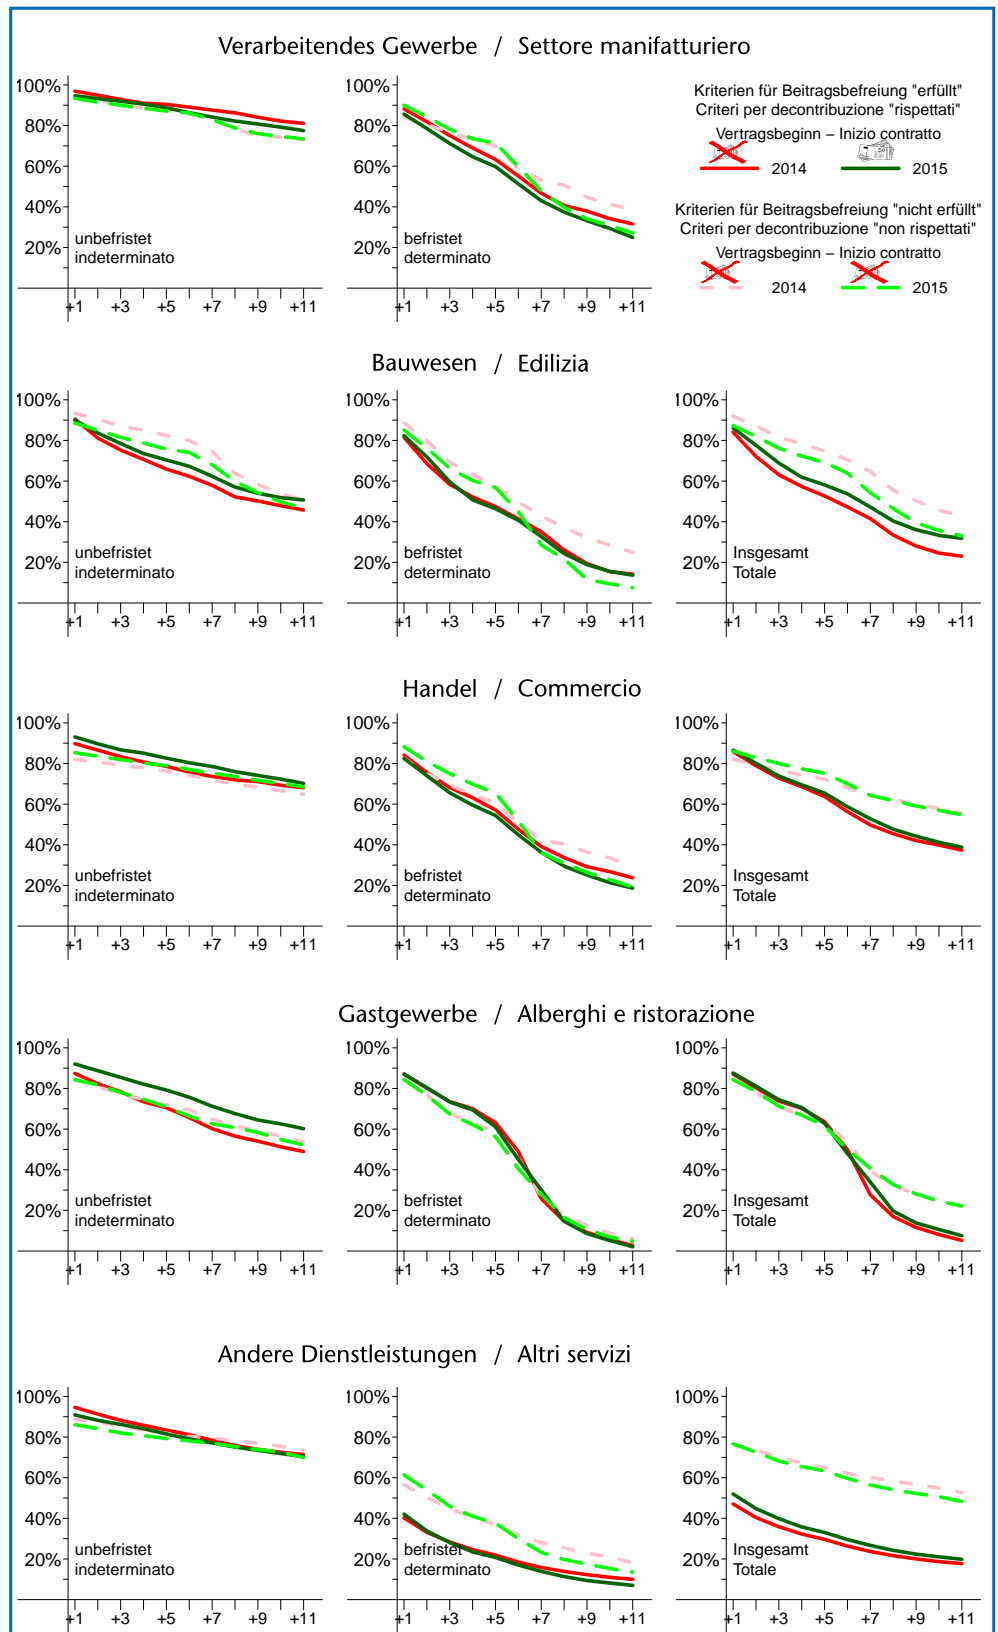 Verarbeitendes Gewerbe / Settore manifatturiero
100%
80%
60%
40%
20%
unbefristet
indeterminato
+1 +3 +5 +7 +9 +11
100%
80%
60%
40%
20%
befristet
determinato
+1 +3 +5 +7 +9 +11
Kriterien für Beitragsbefreiung "erfüllt"
Criteri per decontribuzione "rispettati"
Vertragsbeginn – Inizio contratto
2014 2015
Kriterien für Beitragsbefreiung "nicht erfüllt"
Criteri per decontribuzione "non rispettati"
Vertragsbeginn – Inizio contratto
2014 2015
Bauwesen / Edilizia
100%
80%
60%
40%
20%
unbefristet
indeterminato
+1 +3 +5 +7 +9 +11
100%
80%
60%
40%
20%
befristet
determinato
+1 +3 +5 +7 +9 +11
100%
80%
60%
40%
20%
Insgesamt
Totale
+1 +3 +5 +7 +9 +11
Handel / Commercio
100%
80%
60%
40%
20%
unbefristet
indeterminato
+1 +3 +5 +7 +9 +11
100%
80%
60%
40%
20%
befristet
determinato
+1 +3 +5 +7 +9 +11
100%
80%
60%
40%
20%
Insgesamt
Totale
+1 +3 +5 +7 +9 +11
Gastgewerbe / Alberghi e ristorazione
100%
80%
60%
40%
20%
unbefristet
indeterminato
+1 +3 +5 +7 +9 +11
100%
80%
60%
40%
20%
befristet
determinato
+1 +3 +5 +7 +9 +11
100%
80%
60%
40%
20%
Insgesamt
Totale
+1 +3 +5 +7 +9 +11
Andere Dienstleistungen / Altri servizi
100%
80%
60%
40%
20%
unbefristet
indeterminato
+1 +3 +5 +7 +9 +11
100%
80%
60%
40%
20%
befristet
determinato
+1 +3 +5 +7 +9 +11
100%
80%
60%
40%
20%
Insgesamt
Totale
+1 +3 +5 +7 +9 +11